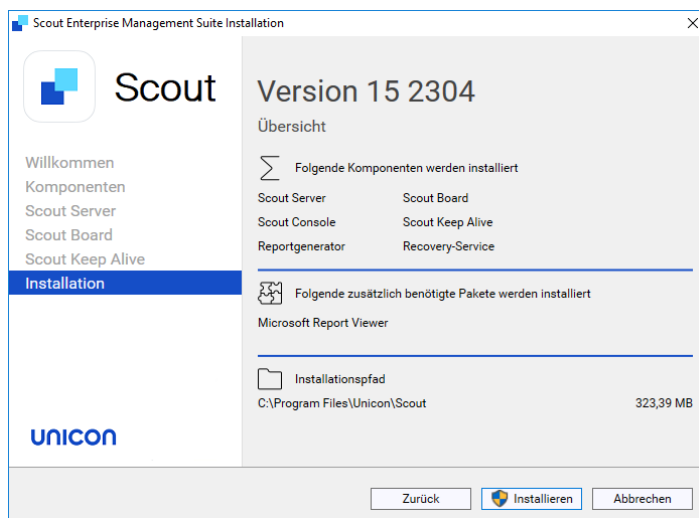 Scout Enterprise Management Suite Installation
Scout
Willkommen
Komponenten
Scout Server
Scout Board
Scout Keep Alive
Installation
unicon
Version 15 2304
Übersicht
Folgende Komponenten werden installiert
Scout Server Scout Board
Scout Console Scout Keep Alive
Reportgenerator Recovery-Service
Folgende zusätzlich benötigte Pakete werden installiert
Microsoft Report Viewer
Installationspfad
C:\Program Files\Unicon\Scout 323,39 MB
Zurück Installieren Abbrechen